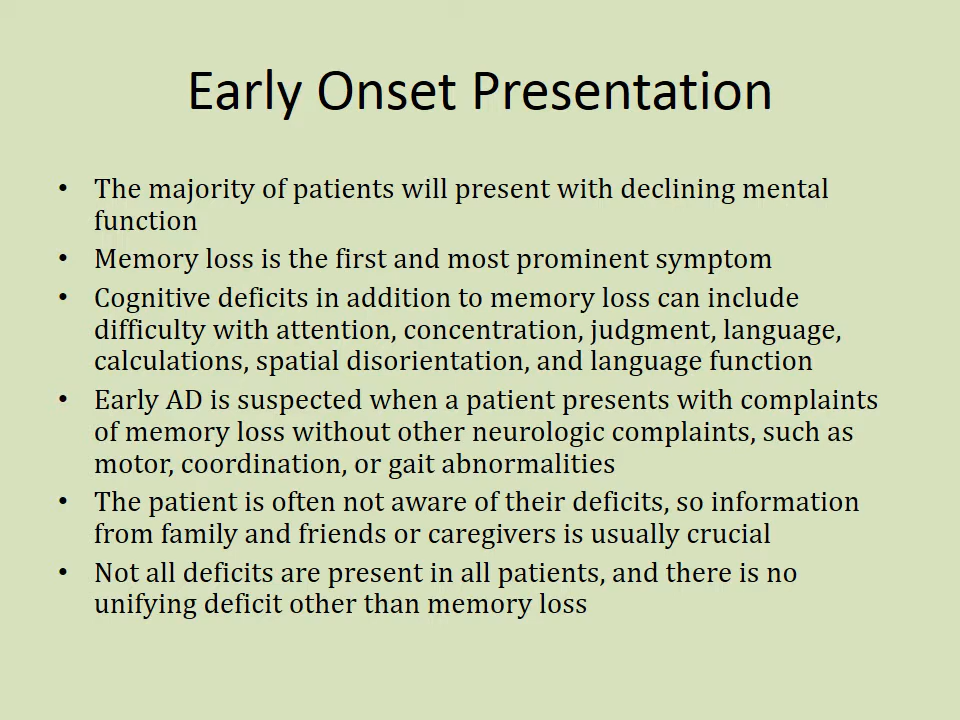 Early Onset Presentation
• The majority of patients will present with declining mental
function
• Memory loss is the first and most prominent symptom
• Cognitive deficits in addition to memory loss can include
difficulty with attention, concentration, judgment, language,
calculations, spatial disorientation, and language function
• Early AD is suspected when a patient presents with complaints
of memory loss without other neurologic complaints, such as
motor, coordination, or gait abnormalities
• The patient is often not aware of their deficits, so information
from family and friends or caregivers is usually crucial
• Not all deficits are present in all patients, and there is no
unifying deficit other than memory loss